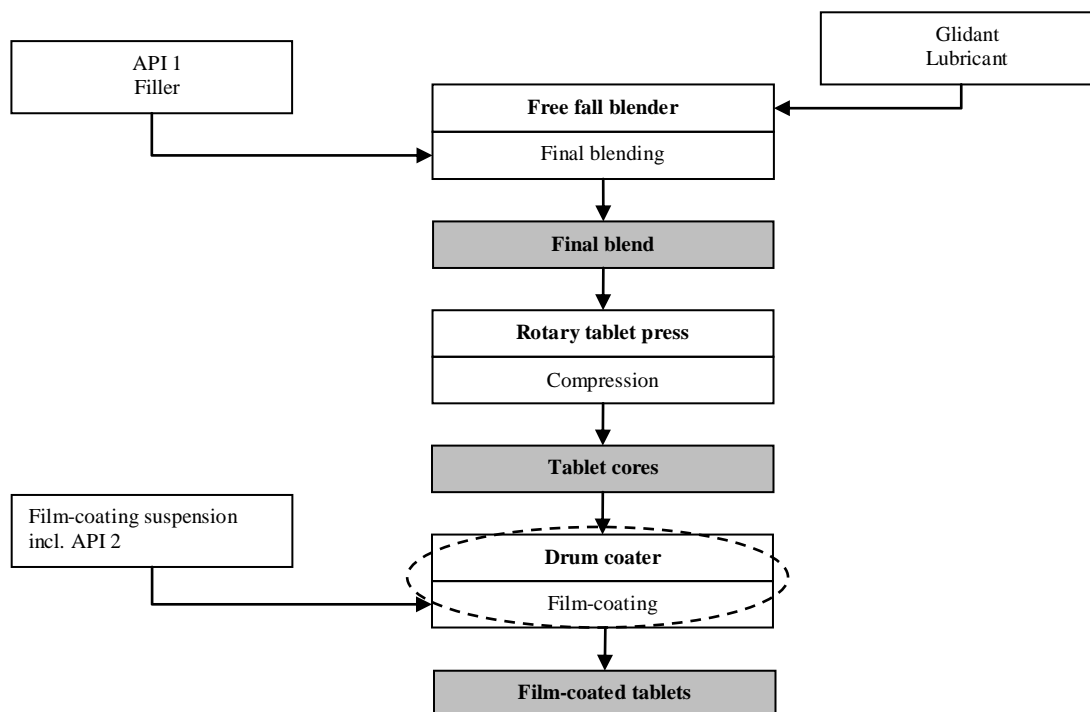 Glidant
Lubricant
API 1
Filler
Free fall blender
Final blending
Final blend
Rotary tablet press
Compression
Tablet cores
Film-coating suspension
incl. API 2
Drum coater
Film-coating
Film-coated tablets